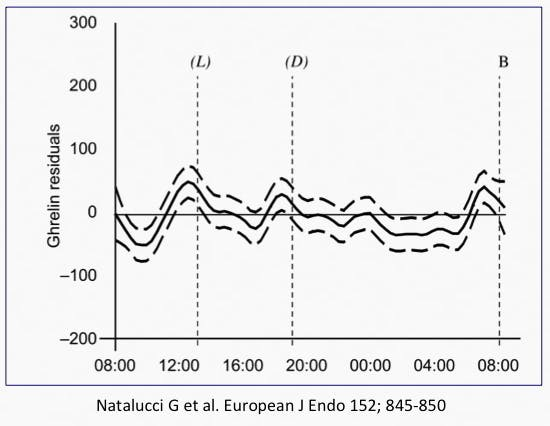 300
(L) (D) B
200
100
Ghrelin residuals
0
−100
−200
08:00 12:00 16:00 20:00 00:00 04:00 08:00
Natalucci G et al. European J Endo 152; 845-850